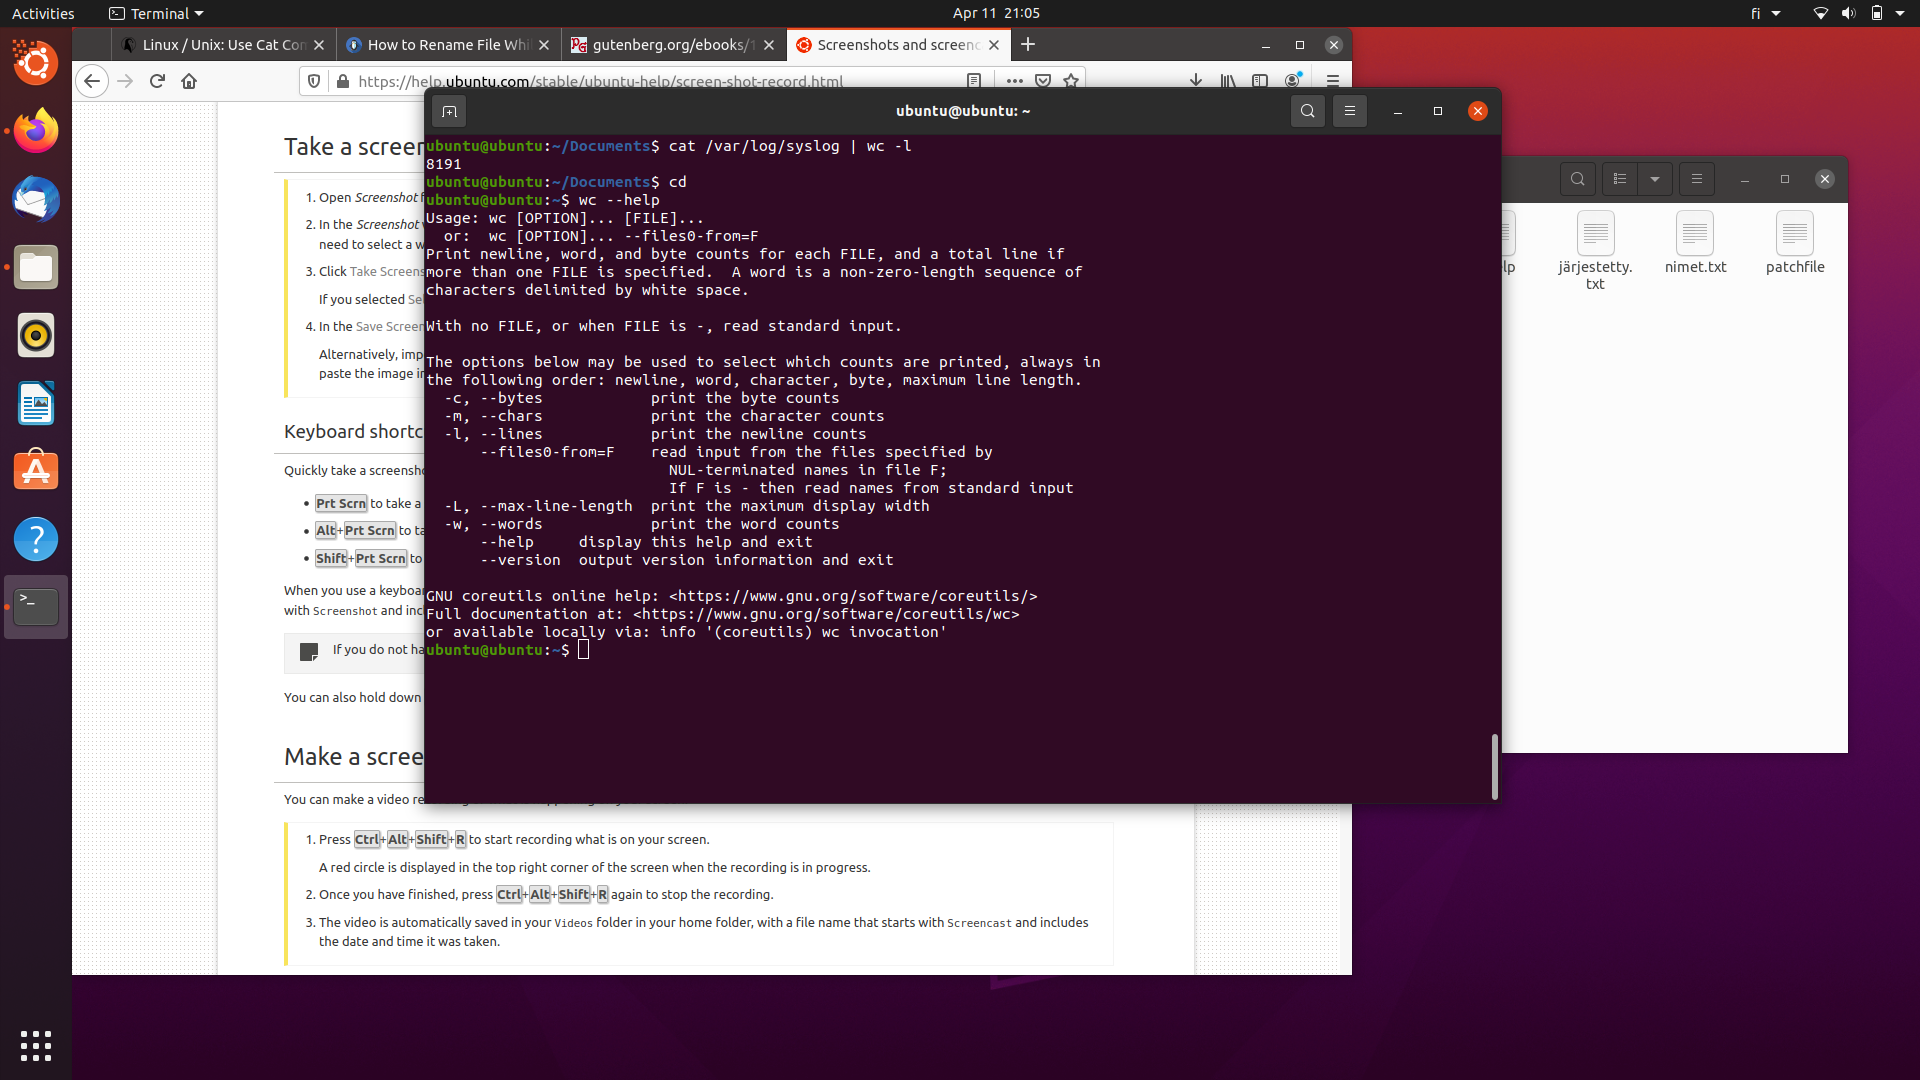 Activities
Terminal
Apr 11 21:05
fi
Linux / Unix: Use Cat Con
How to Rename File Whi
gutenberg.org/ebooks/1
Screenshots and screenc
https://help.ubuntu.com/stable/ubuntu-help/screen-shot-record.html
Take a screen
1. Open Screenshot f
2. In the Screenshot w
need to select a w
3. Click Take Screens
If you selected Sel
4. In the Save Screen
Alternatively, imp
paste the image in
Keyboard shortc
Quickly take a screensho
• Prt Scrn to take a
• Alt+Prt Scrn to ta
• Shift+Prt Scrn to
When you use a keyboar
with Screenshot and inc
If you do not ha
You can also hold down
Make a scree
You can make a video re
1. Press Ctrl+Alt+Shift+R to start recording what is on your screen.
A red circle is displayed in the top right corner of the screen when the recording is in progress.
2. Once you have finished, press Ctrl+Alt+Shift+R again to stop the recording.
3. The video is automatically saved in your Videos folder in your home folder, with a file name that starts with Screencast and includes
the date and time it was taken.
ubuntu@ubuntu: ~
ubuntu@ubuntu:~/Documents$ cat /var/log/syslog | wc -l
8191
ubuntu@ubuntu:~/Documents$ cd
ubuntu@ubuntu:~$ wc --help
Usage: wc [OPTION]... [FILE]...
  or:  wc [OPTION]... --files0-from=F
Print newline, word, and byte counts for each FILE, and a total line if
more than one FILE is specified.  A word is a non-zero-length sequence of
characters delimited by white space.
With no FILE, or when FILE is -, read standard input.
The options below may be used to select which counts are printed, always in
the following order: newline, word, character, byte, maximum line length.
  -c, --bytes            print the byte counts
  -m, --chars            print the character counts
  -l, --lines            print the newline counts
      --files0-from=F    read input from the files specified by
                           NUL-terminated names in file F;
                           If F is - then read names from standard input
  -L, --max-line-length  print the maximum display width
  -w, --words            print the word counts
      --help     display this help and exit
      --version  output version information and exit
GNU coreutils online help: <https://www.gnu.org/software/coreutils/>
Full documentation at: <https://www.gnu.org/software/coreutils/wc>
or available locally via: info '(coreutils) wc invocation'
ubuntu@ubuntu:~$
lp
järjestetty.
txt
nimet.txt
patchfile